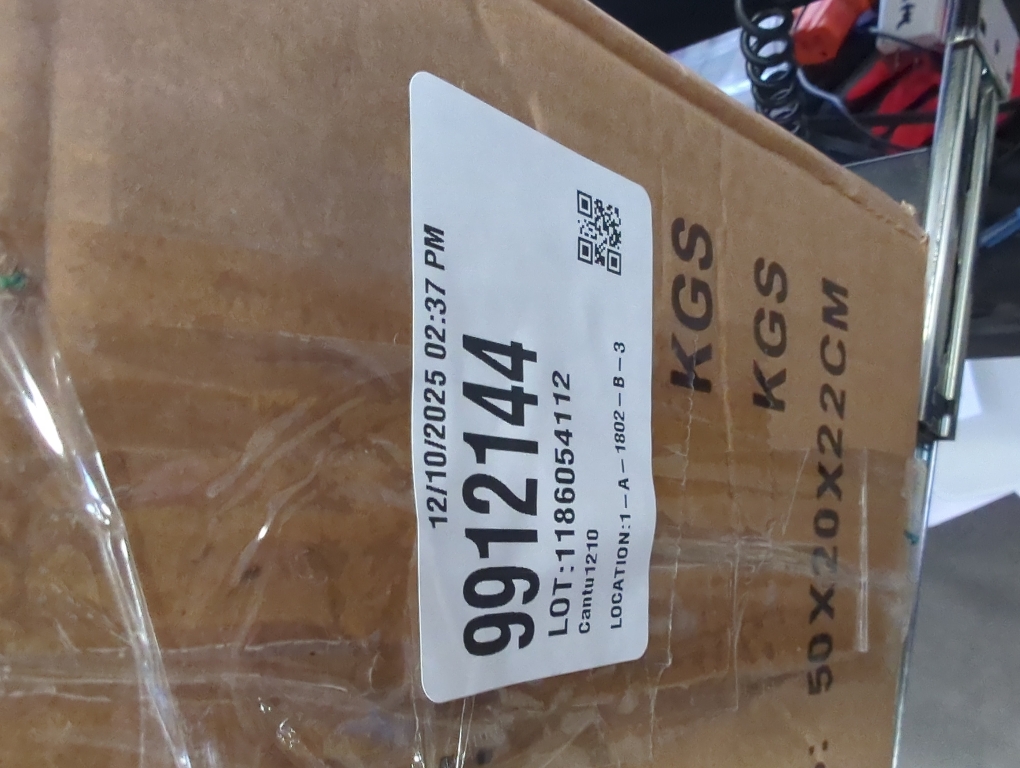 12/10/2025 02:37 PM
9912144
LOT:1186054112
Cantu1210
LOCATION:1-A-1802-B-3
KGS
KGS
50X20X22CM